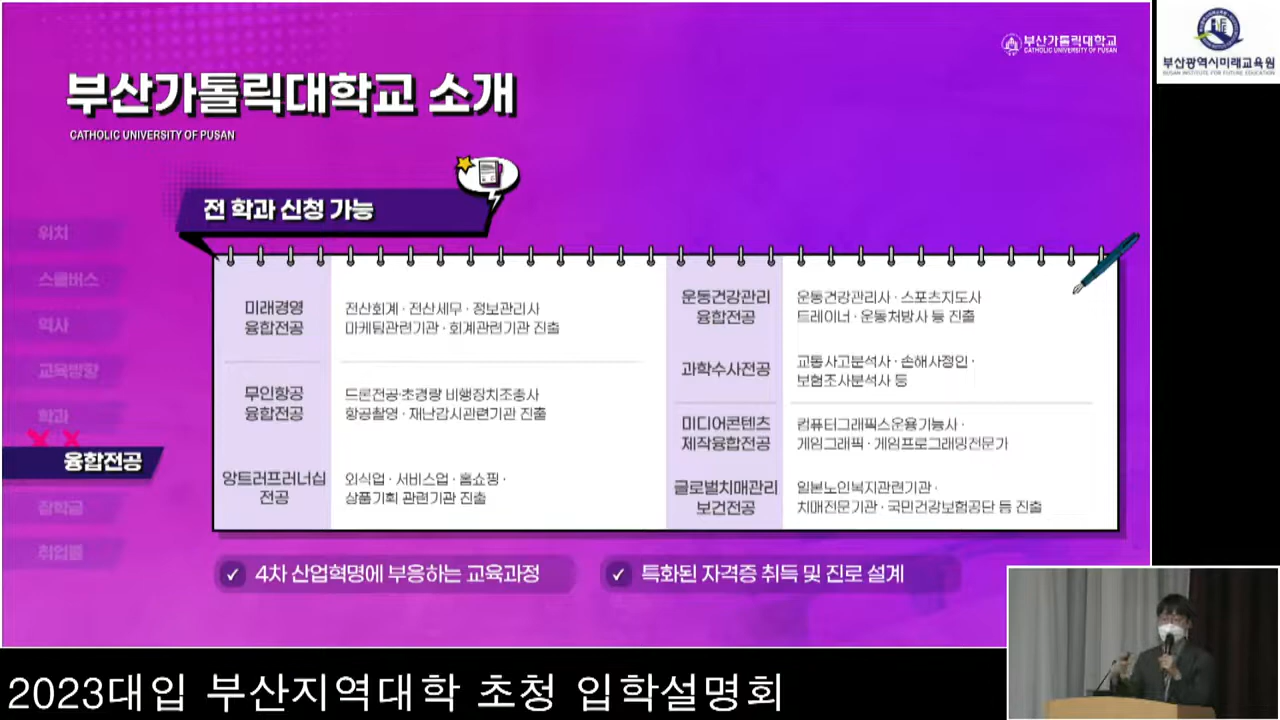 부산가톨릭대학교
CATHOLIC UNIVERSITY OF PUSAN
부산광역시미래교육원
BUSAN INSTITUTE FOR FUTURE EDUCATION
부산가톨릭대학교 소개
CATHOLIC UNIVERSITY OF PUSAN
전 학과 신청 가능
위치
스쿨버스
역사
교육방향
학과
융합전공
장학금
취업률
미래경영
융합전공
전산회계 · 전산세무 · 정보관리사
마케팅관련기관 · 회계관련기관 진출
무인항공
융합전공
드론전공·초경량 비행장치조종사
항공촬영 · 재난감시관련기관 진출
앙트러프러너십
전공
외식업 · 서비스업 · 홈쇼핑 ·
상품기획 관련기관 진출
운동건강관리
융합전공
운동건강관리사 · 스포츠지도사
트레이너 · 운동처방사 등 진출
과학수사전공
교통사고분석사 · 손해사정인 ·
보험조사분석사 등
미디어콘텐츠
제작융합전공
컴퓨터그래픽스운용기능사 ·
게임그래픽 · 게임프로그래밍전문가
글로벌치매관리
보건전공
일본노인복지관련기관 ·
치매전문기관 · 국민건강보험공단 등 진출
4차 산업혁명에 부응하는 교육과정
특화된 자격증 취득 및 진로 설계
2023대입 부산지역대학 초청 입학설명회